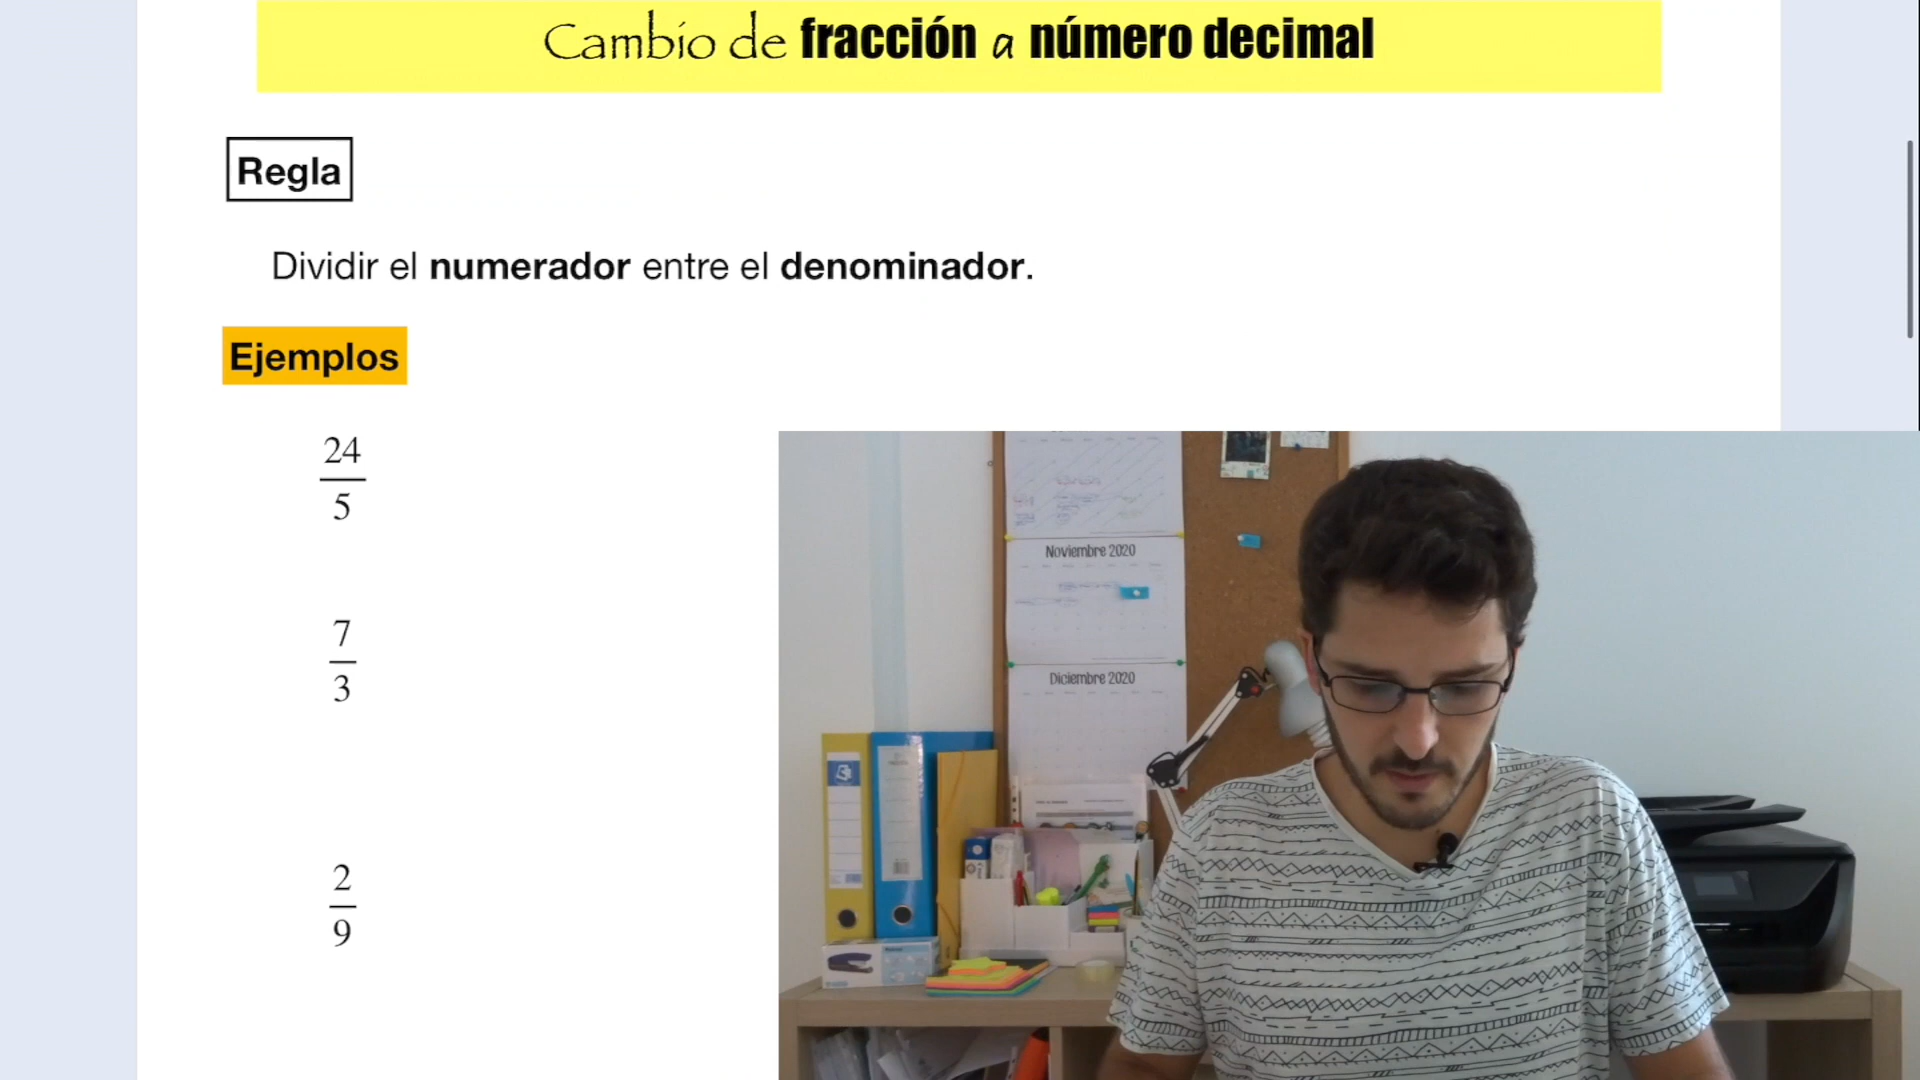 Cambio de fracción a número decimal
Regla
Dividir el numerador entre el denominador.
Ejemplos
24
5
7
3
2
9
Noviembre 2020
Diciembre 2020